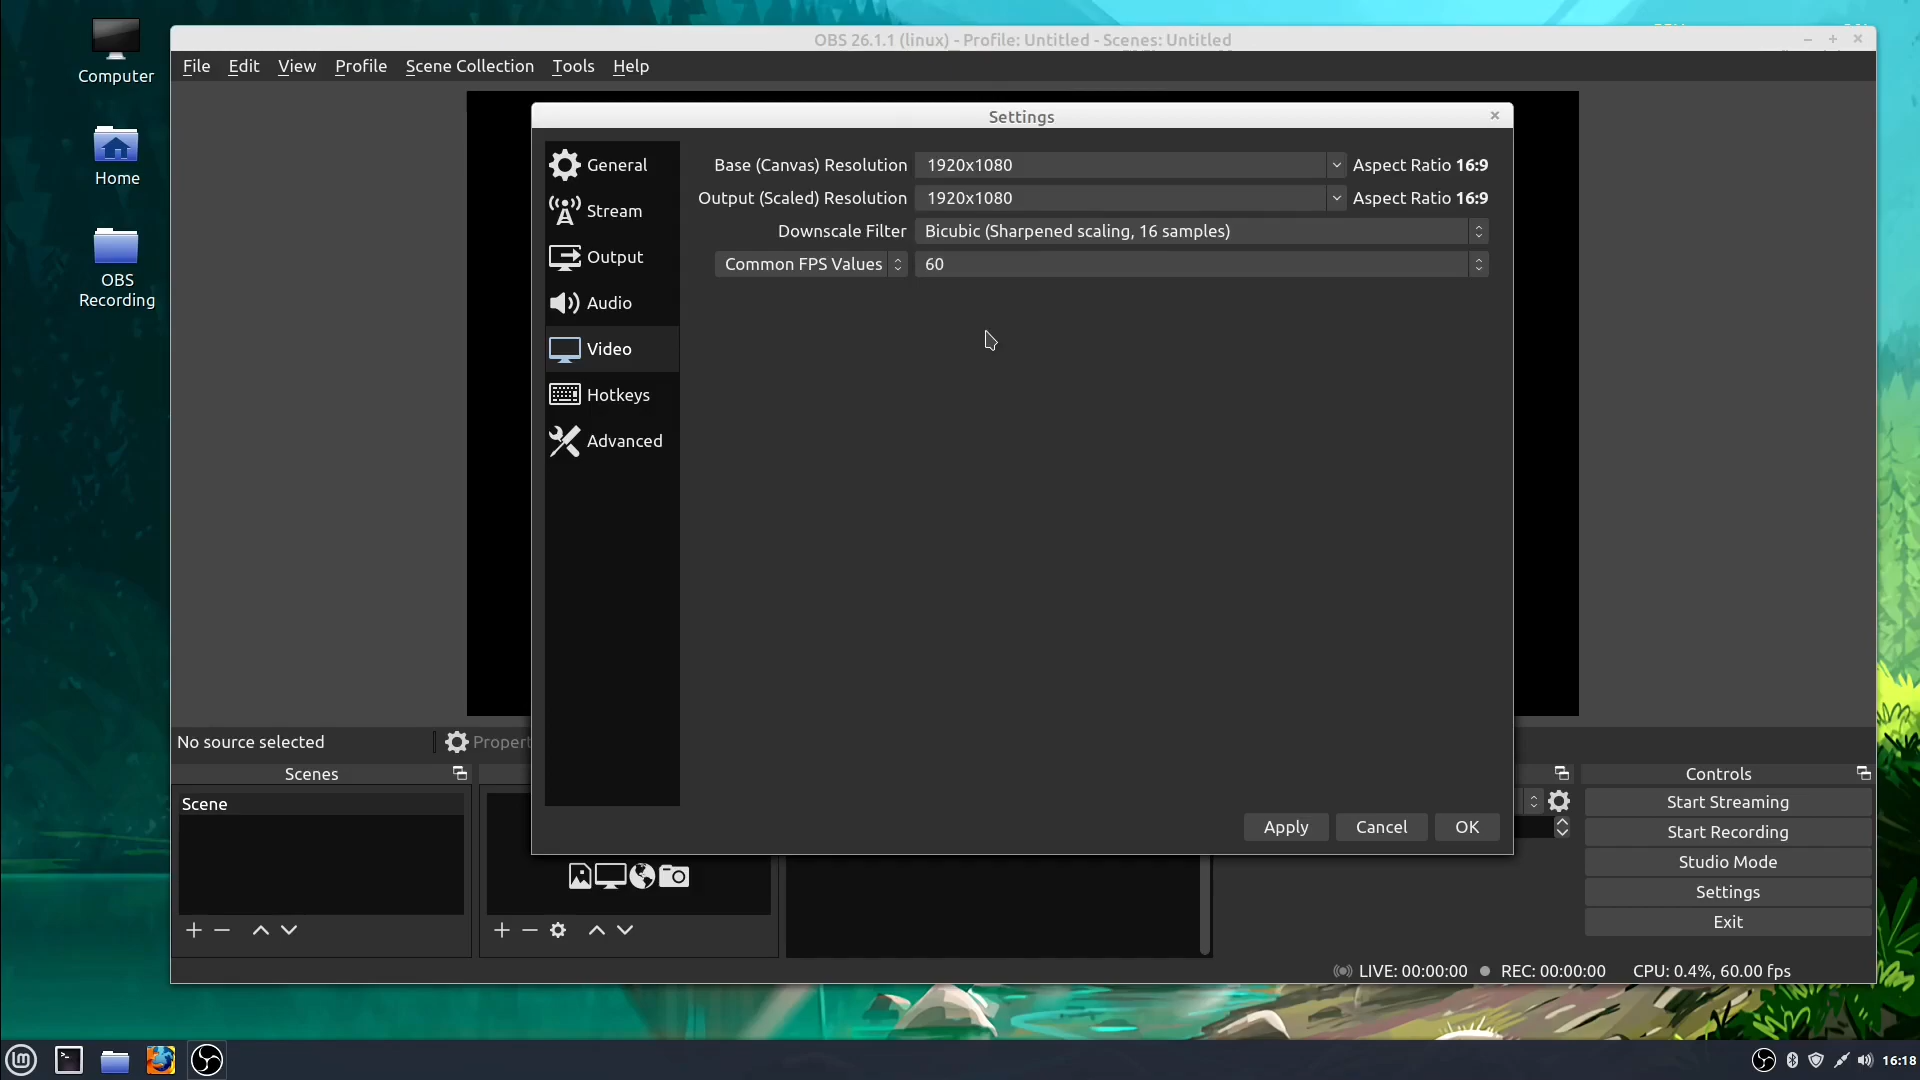 OBS 26.1.1 (linux) - Profile: Untitled - Scenes: Untitled
File Edit View Profile Scene Collection Tools Help
Computer
Home
OBS
Recording
Settings
General
Stream
Output
Audio
Video
Hotkeys
Advanced
Base (Canvas) Resolution 1920x1080 Aspect Ratio 16:9
Output (Scaled) Resolution 1920x1080 Aspect Ratio 16:9
Downscale Filter Bicubic (Sharpened scaling, 16 samples)
Common FPS Values 60
Apply Cancel OK
No source selected
Propert
Scenes
Scene
Controls
Start Streaming
Start Recording
Studio Mode
Settings
Exit
LIVE: 00:00:00 REC: 00:00:00 CPU: 0.4%, 60.00 fps
lm
16:18